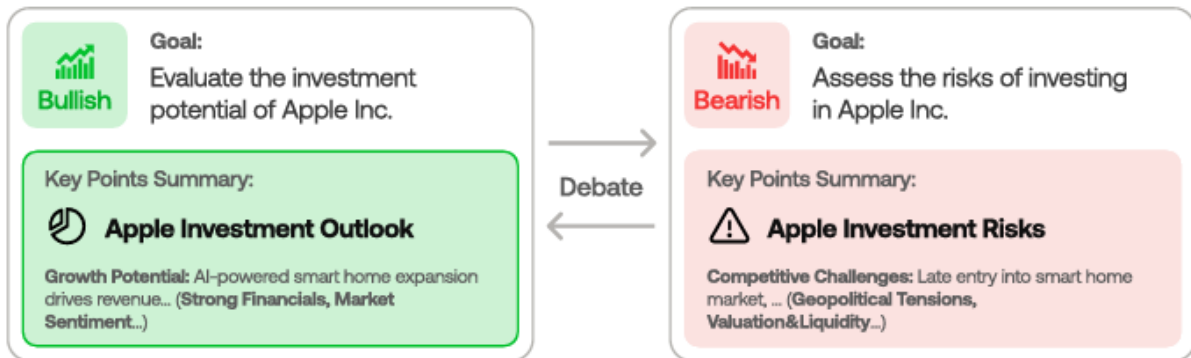 Bullish
Goal:
Evaluate the investment
potential of Apple Inc.
Key Points Summary:
Apple Investment Outlook
Growth Potential: AI-powered smart home expansion
drives revenue... (Strong Financials, Market
Sentiment...)
Debate
Bearish
Goal:
Assess the risks of investing
in Apple Inc.
Key Points Summary:
Apple Investment Risks
Competitive Challenges: Late entry into smart home
market, ... (Geopolitical Tensions,
Valuation&Liquidity...)